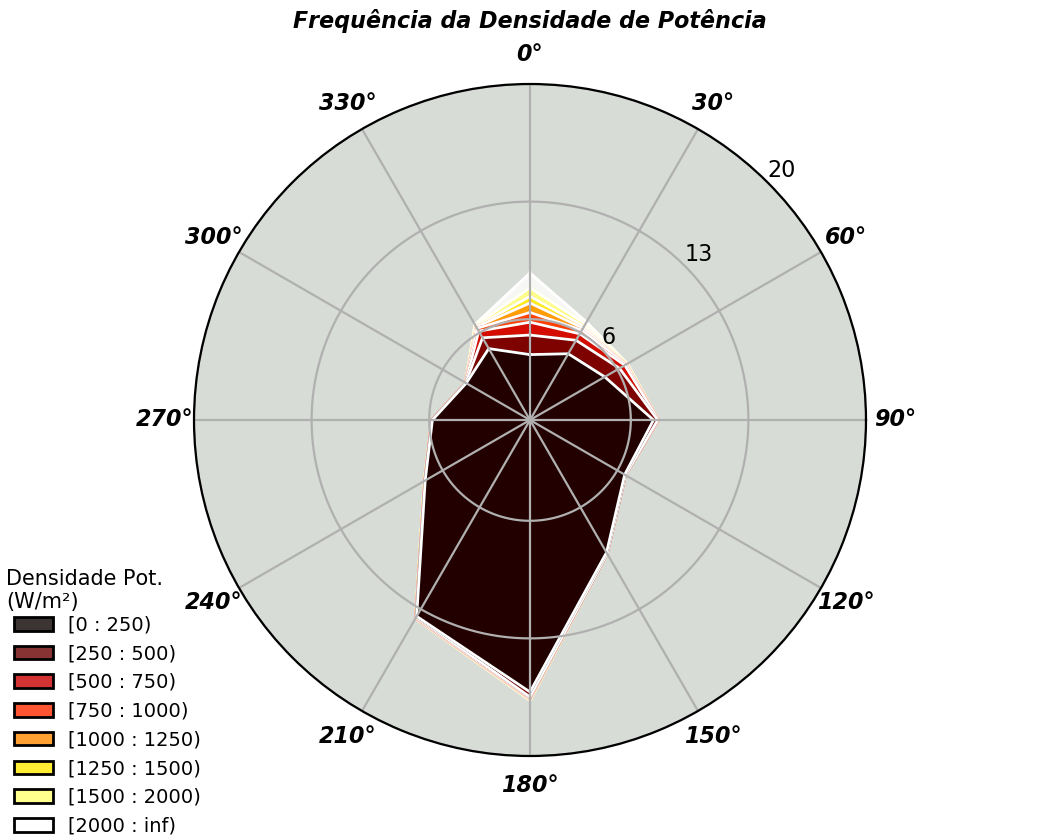 Frequência da Densidade de Potência
0°
330°
30°
20
300°
60°
13
6
270°
90°
240°
120°
210°
150°
180°
Densidade Pot.
(W/m²)
[0 : 250)
[250 : 500)
[500 : 750)
[750 : 1000)
[1000 : 1250)
[1250 : 1500)
[1500 : 2000)
[2000 : inf)